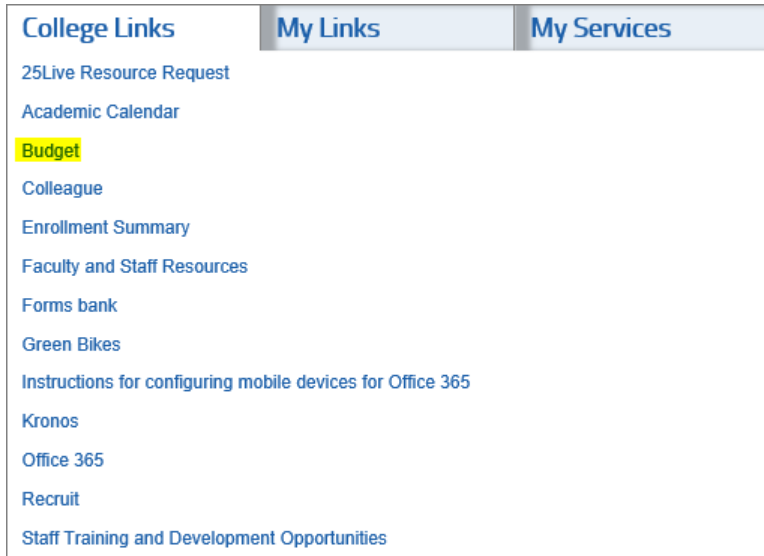 College Links My Links My Services
25Live Resource Request
Academic Calendar
Budget
Colleague
Enrollment Summary
Faculty and Staff Resources
Forms bank
Green Bikes
Instructions for configuring mobile devices for Office 365
Kronos
Office 365
Recruit
Staff Training and Development Opportunities